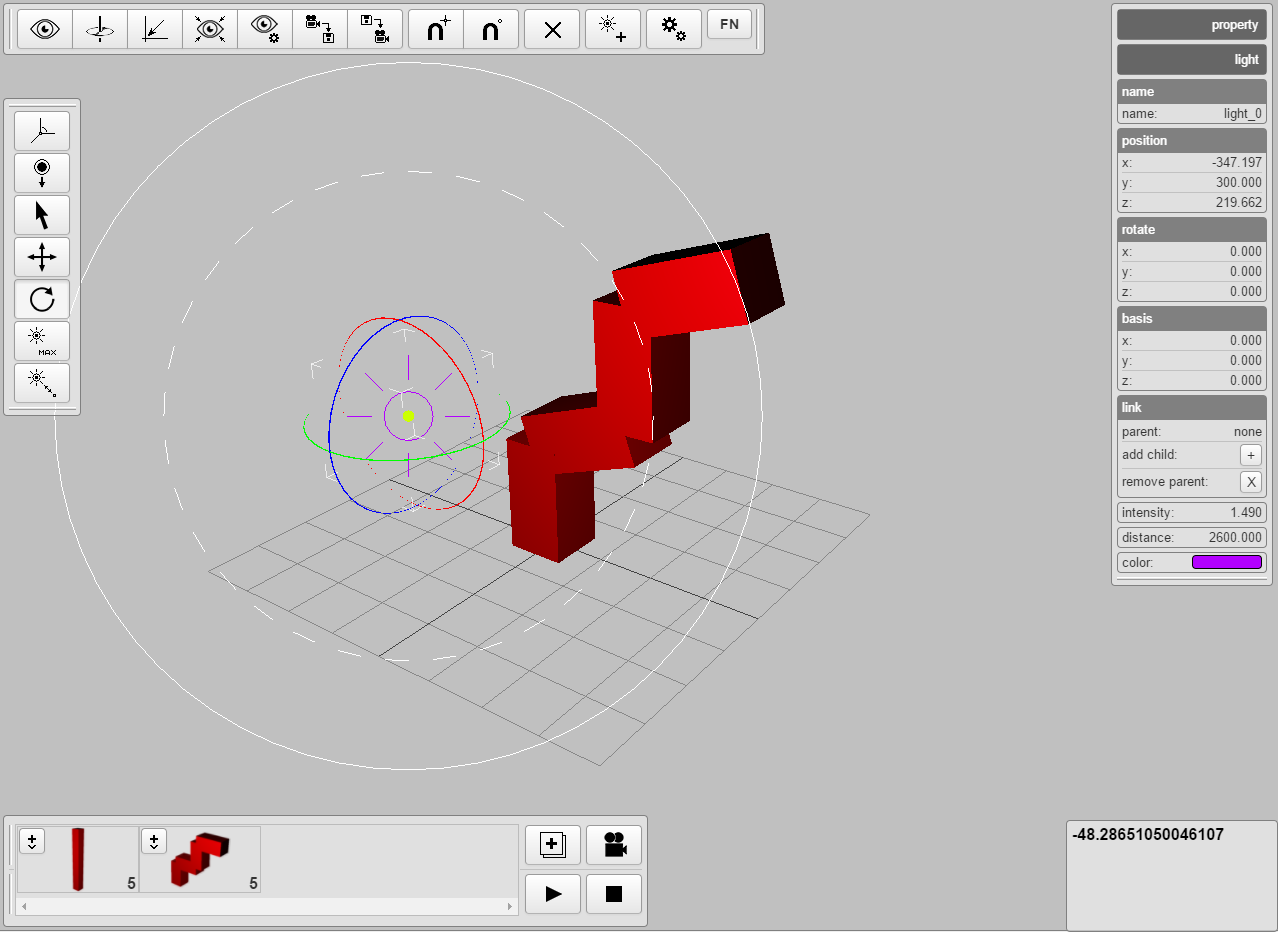 FN
property
light
name
name: light_0
position
x: -347.197
y: 300.000
z: 219.662
rotate
x: 0.000
y: 0.000
z: 0.000
basis
x: 0.000
y: 0.000
z: 0.000
link
parent: none
add child: +
remove parent: X
intensity: 1.490
distance: 2600.000
color:
MAX
5
5
-48.28651050046107